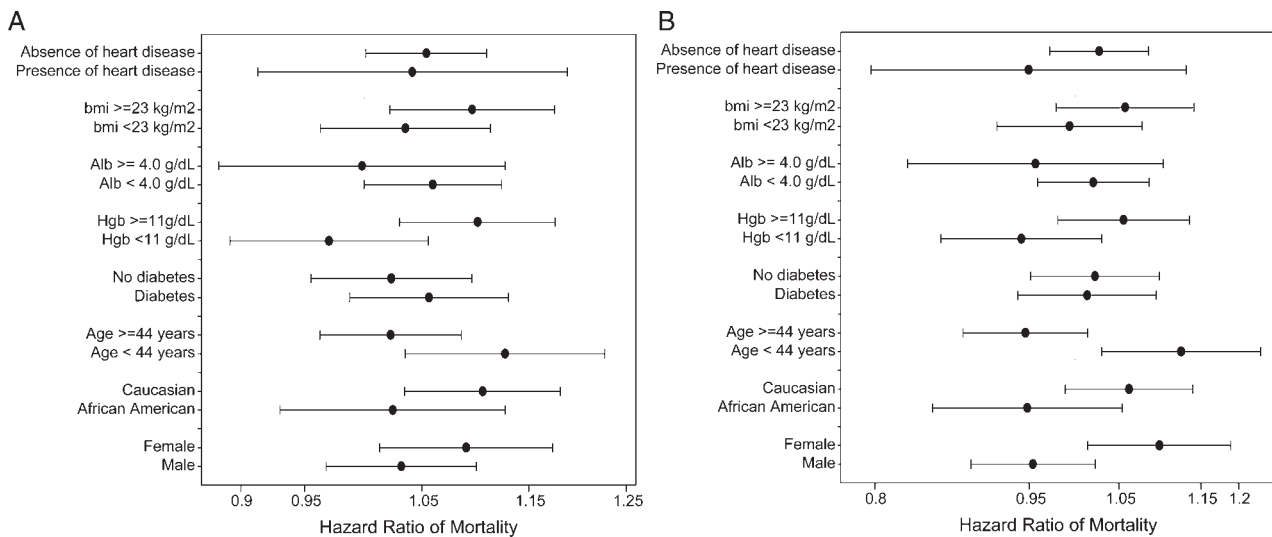 A
Absence of heart disease
Presence of heart disease
bmi >=23 kg/m2
bmi <23 kg/m2
Alb >= 4.0 g/dL
Alb < 4.0 g/dL
Hgb >=11g/dL
Hgb <11 g/dL
No diabetes
Diabetes
Age >=44 years
Age < 44 years
Caucasian
African American
Female
Male
0.9 0.95 1.05 1.15 1.25
Hazard Ratio of Mortality
B
Absence of heart disease
Presence of heart disease
bmi >=23 kg/m2
bmi <23 kg/m2
Alb >= 4.0 g/dL
Alb < 4.0 g/dL
Hgb >=11g/dL
Hgb <11 g/dL
No diabetes
Diabetes
Age >=44 years
Age < 44 years
Caucasian
African American
Female
Male
0.8 0.95 1.05 1.15 1.2
Hazard Ratio of Mortality